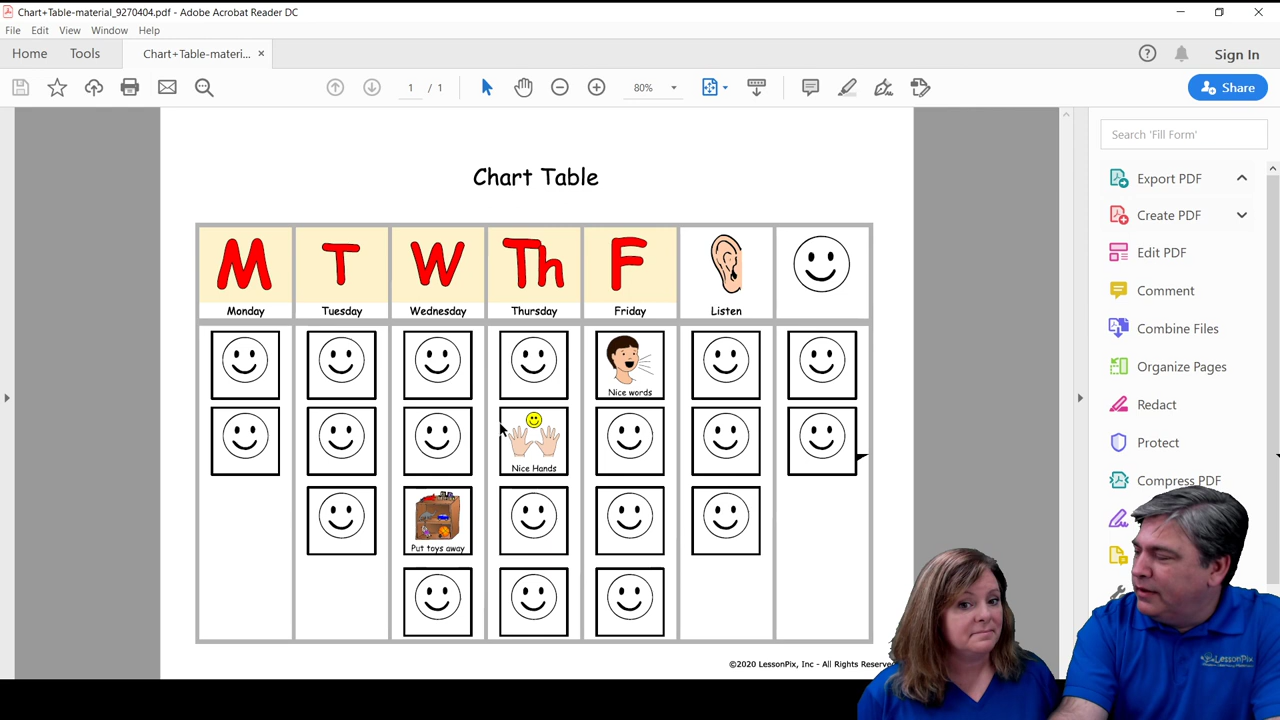 Chart+Table-material_9270404.pdf - Adobe Acrobat Reader DC
File Edit View Window Help
Home Tools Chart+Table-materi... ×
Sign In
1 / 1 80% Share
Search 'Fill Form'
Export PDF
Create PDF
Edit PDF
Comment
Combine Files
Organize Pages
Redact
Protect
Compress PDF
Chart Table
M T W Th F
Monday Tuesday Wednesday Thursday Friday Listen
Nice words
Nice Hands
Put toys away
©2020 LessonPix, Inc - All Rights Reserve
LessonPix